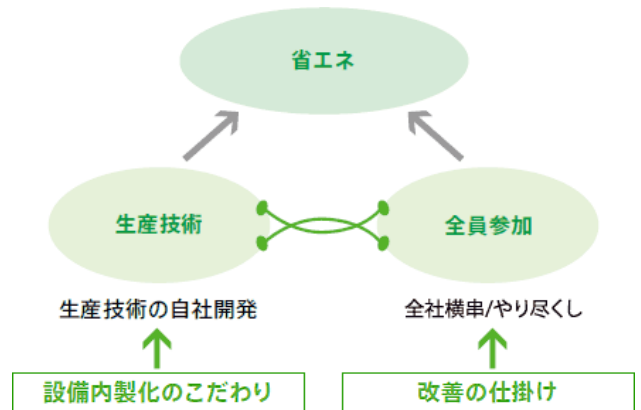 省エネ
生産技術
全員参加
生産技術の自社開発
全社横串/やり尽くし
設備内製化のこだわり
改善の仕掛け